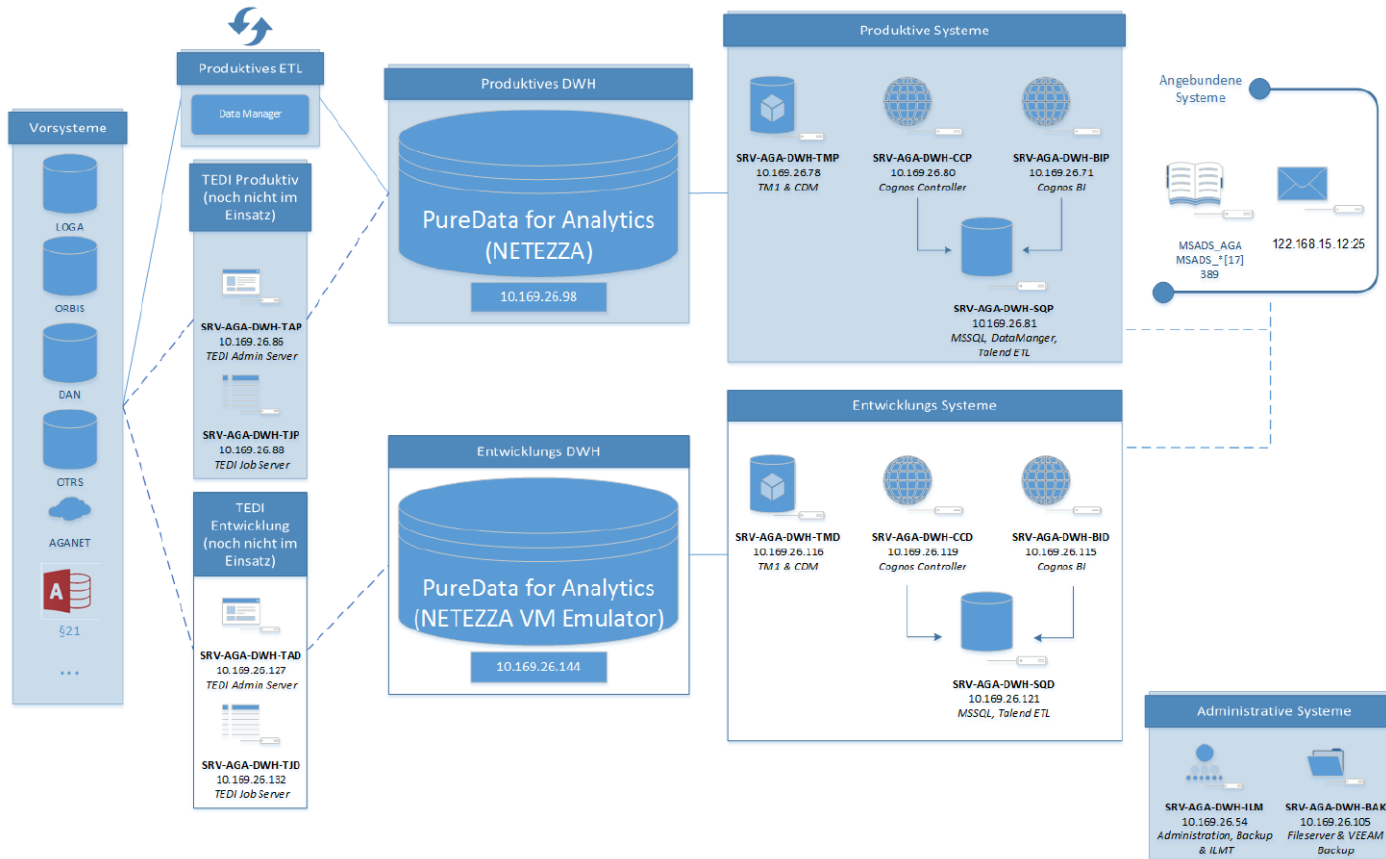 Vorsysteme
LOGA
ORBIS
DAN
OTRS
AGANET
A
§21
...
Produktives ETL
Data Manager
TEDI Produktiv
(noch nicht im
Einsatz)
SRV-AGA-DWH-TAP
10.169.26.86
TEDI Admin Server
SRV-AGA-DWH-TJP
10.169.26.88
TEDI Job Server
TEDI
Entwicklung
(noch nicht im
Einsatz)
SRV-AGA-DWH-TAD
10.169.26.127
TEDI Admin Server
SRV-AGA-DWH-TJD
10.169.26.132
TEDI Job Server
Produktives DWH
PureData for Analytics
(NETEZZA)
10.169.26.98
Entwicklungs DWH
PureData for Analytics
(NETEZZA VM Emulator)
10.169.26.144
Produktive Systeme
SRV-AGA-DWH-TMP
10.169.26.78
TM1 & CDM
SRV-AGA-DWH-CCP
10.169.26.80
Cognos Controller
SRV-AGA-DWH-BIP
10.169.26.71
Cognos BI
SRV-AGA-DWH-SQP
10.169.26.81
MSSQL, DataManger,
Talend ETL
Entwicklungs Systeme
SRV-AGA-DWH-TMD
10.169.26.116
TM1 & CDM
SRV-AGA-DWH-CCD
10.169.26.119
Cognos Controller
SRV-AGA-DWH-BID
10.169.26.115
Cognos BI
SRV-AGA-DWH-SQD
10.169.26.121
MSSQL, Talend ETL
Angebundene
Systeme
MSADS_AGA
MSADS_*[17]
389
122.168.15.12:25
Administrative Systeme
SRV-AGA-DWH-ILM
10.169.26.54
Administration, Backup
& ILMT
SRV-AGA-DWH-BAK
10.169.26.105
Fileserver & VEEAM
Backup